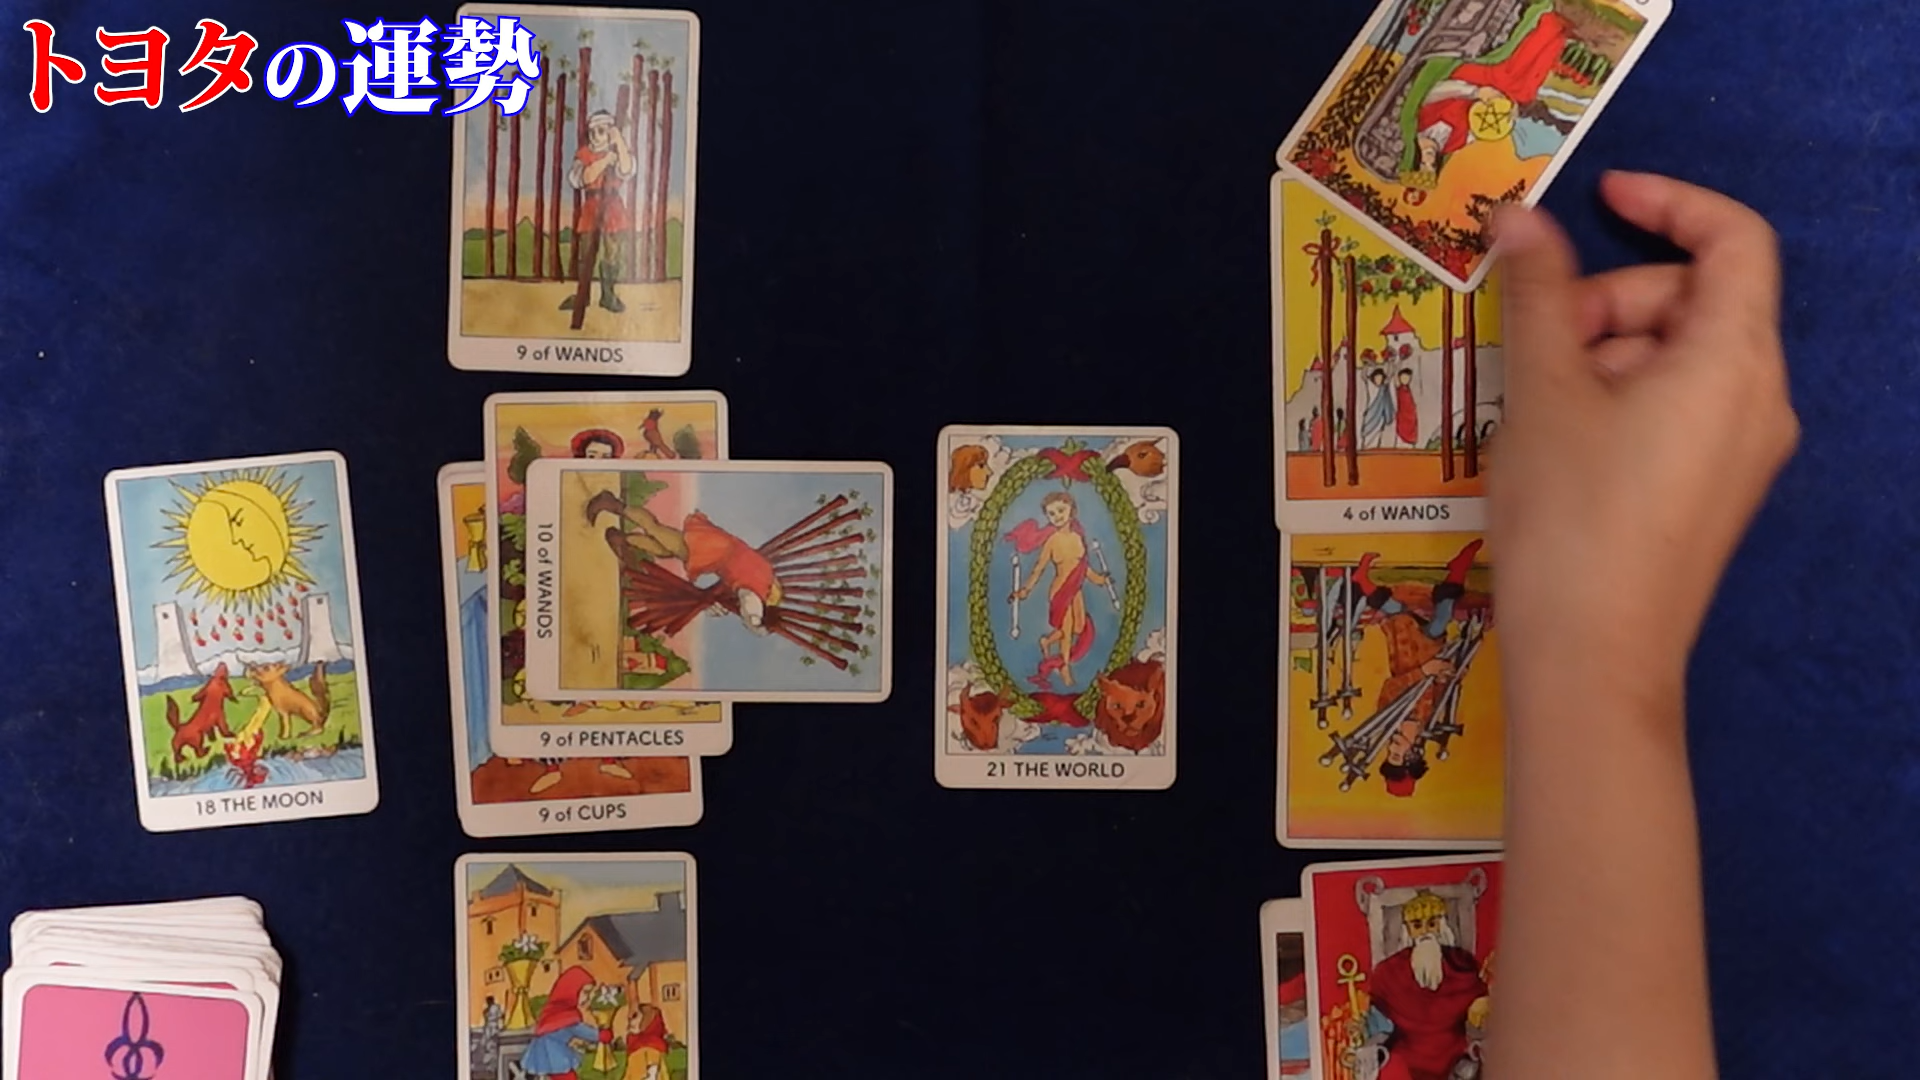 トヨタの運勢
9 of WANDS
4 of WANDS
10 of WANDS
9 of PENTACLES
21 THE WORLD
18 THE MOON
9 of CUPS